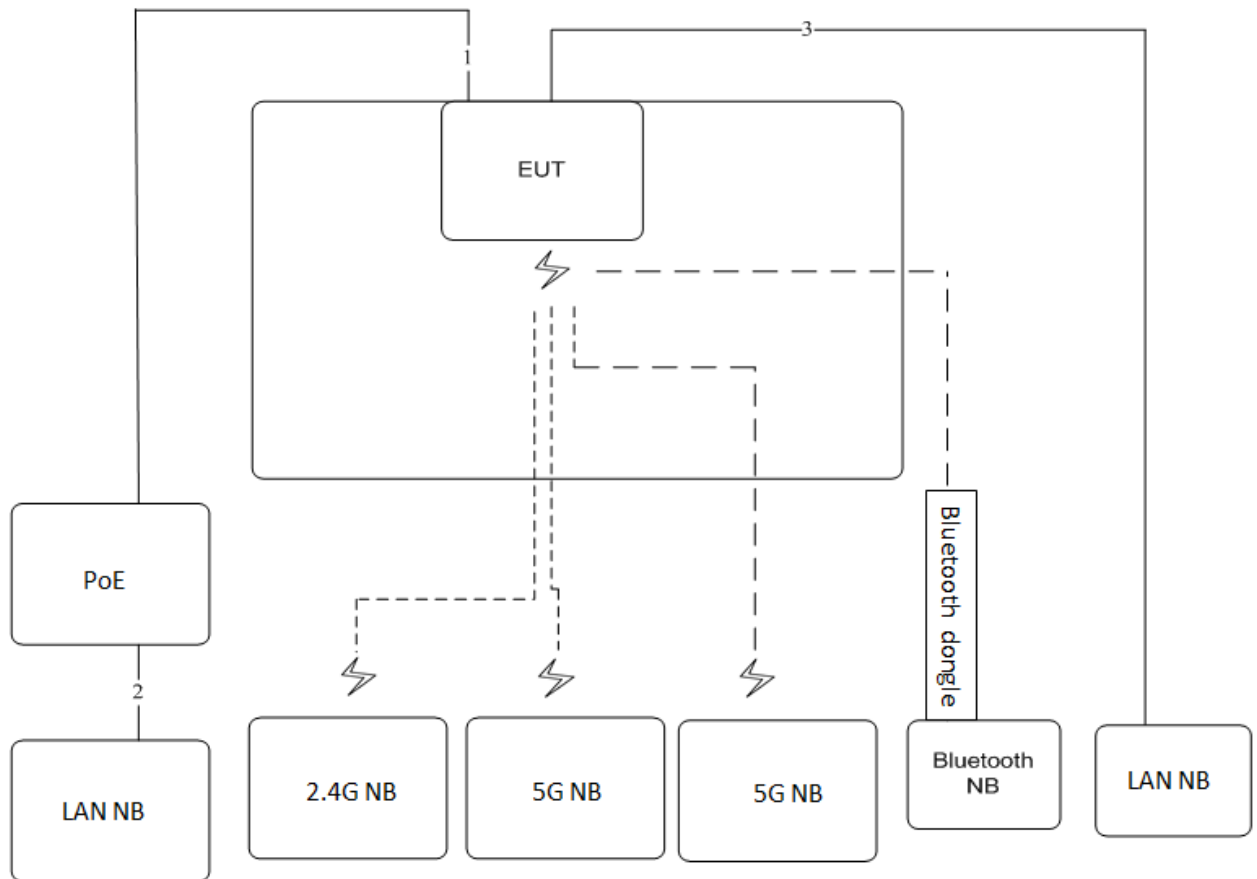 1
3
EUT
PoE
Bluetooth dongle
2
LAN NB
2.4G NB
5G NB
5G NB
Bluetooth
NB
LAN NB